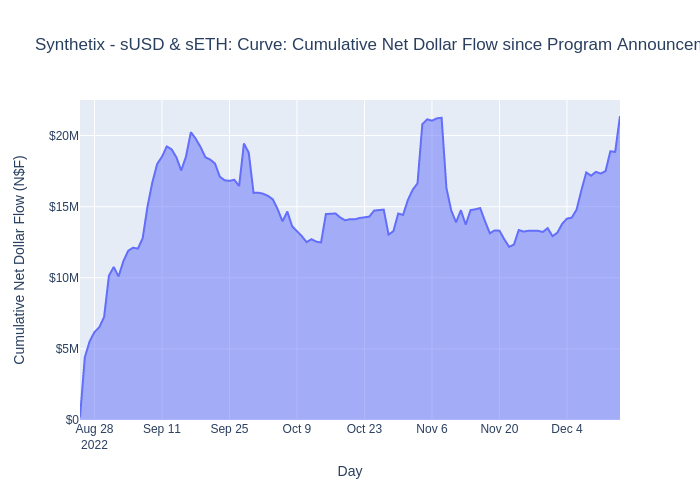 Synthetix - sUSD & sETH: Curve: Cumulative Net Dollar Flow since Program
Cumulative Net Dollar Flow (N$F)
$20M
$15M
$10M
$5M
$0
Aug 28 Sep 11 Sep 25 Oct 9 Oct 23 Nov 6 Nov 20 Dec 4
2022
Day